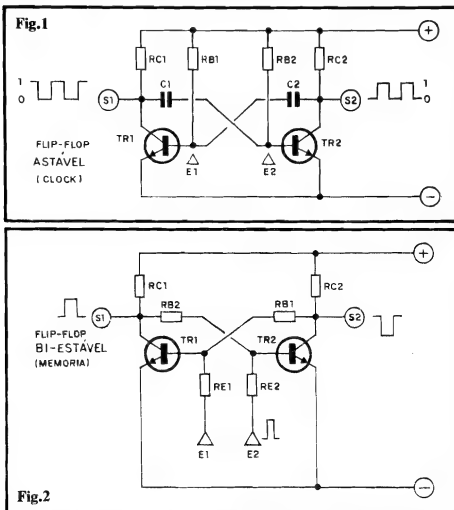 Fig.1
+
RC1
RB1
RB2
RC2
C1
C2
1
0
S1
S2
1
0
TR1
TR2
FLIP-FLOP
ASTÁVEL
(CLOCK)
E1
E2
-
+
RC1
RC2
S1
RB2
RB1
S2
FLIP-FLOP
BI-ESTÁVEL
(MEMORIA)
TR1
TR2
RE1
RE2
E1
E2
-
Fig.2